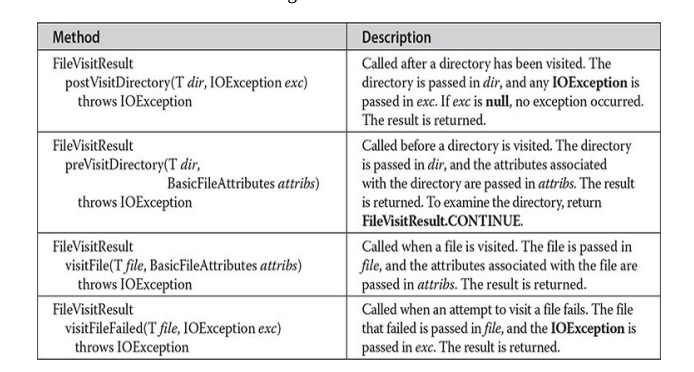 Method
Description
FileVisitResult
postVisitDirectory(T dir, IOException exc)
throws IOException
Called after a directory has been visited. The
directory is passed in dir, and any IOException is
passed in exc. If exc is null, no exception occurred.
The result is returned.
FileVisitResult
preVisitDirectory(T dir,
BasicFileAttributes attribs)
throws IOException
Called before a directory is visited. The directory
is passed in dir, and the attributes associated
with the directory are passed in attribs. The result
is returned. To examine the directory, return
FileVisitResult.CONTINUE.
FileVisitResult
visitFile(T file, BasicFileAttributes attribs)
throws IOException
Called when a file is visited. The file is passed in
file, and the attributes associated with the file are
passed in attribs. The result is returned.
FileVisitResult
visitFileFailed(T file, IOException exc)
throws IOException
Called when an attempt to visit a file fails. The file
that failed is passed in file, and the IOException is
passed in exc. The result is returned.